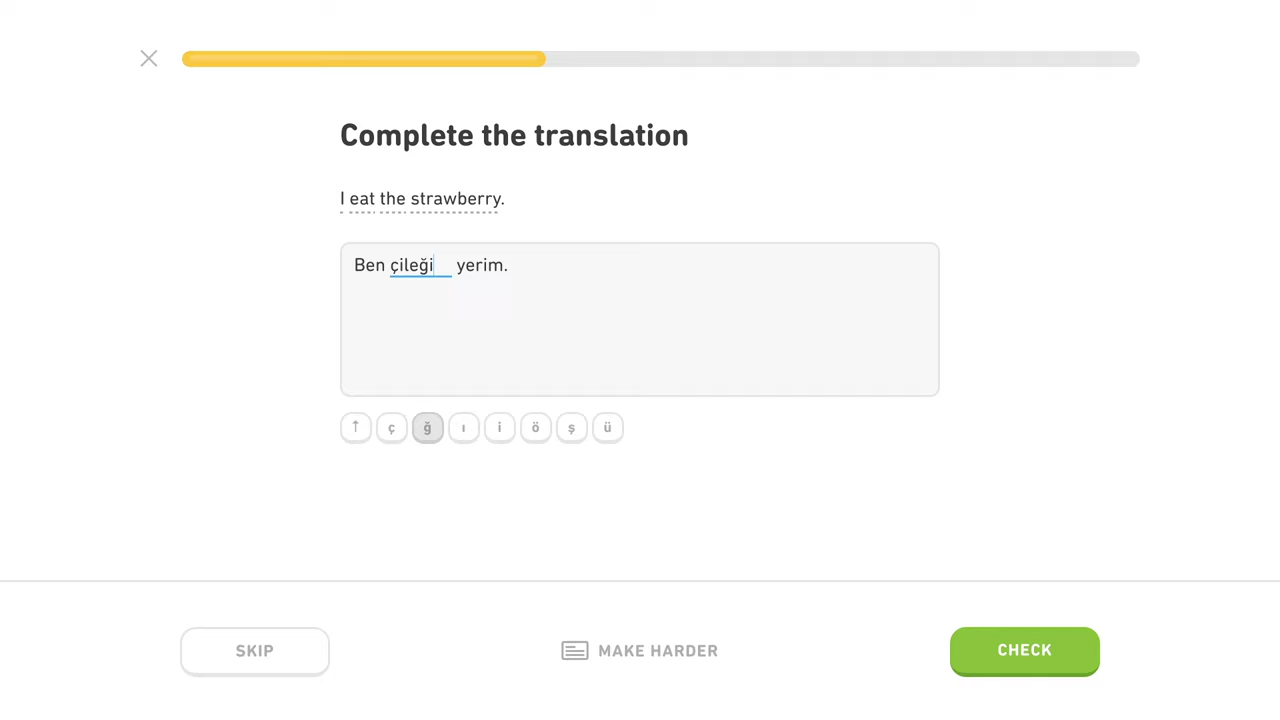 Complete the translation
I eat the strawberry.
Ben çileği yerim.
↑ ç ğ ı i ö ş ü
SKIP
MAKE HARDER
CHECK